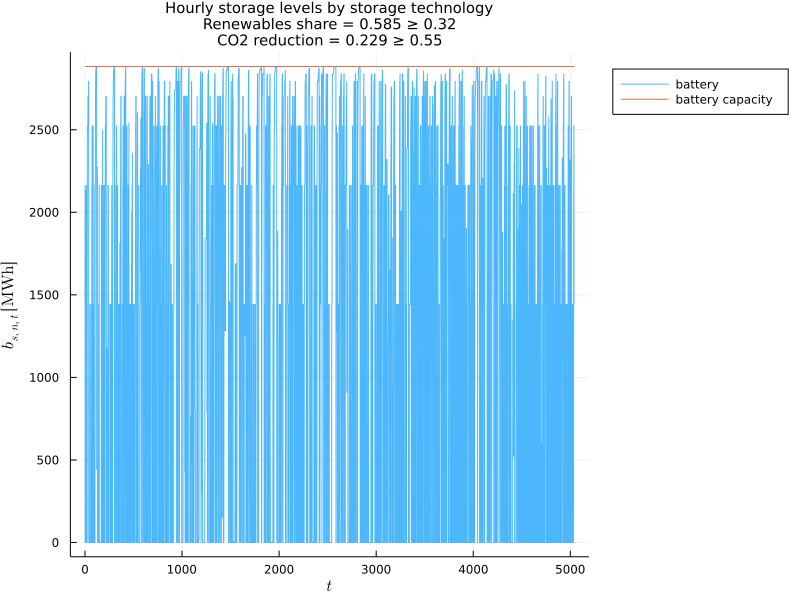 Hourly storage levels by storage technology
Renewables share = 0.585 ≥ 0.32
CO2 reduction = 0.229 ≥ 0.55
battery
battery capacity
b_{s, n, t} [MWh]
2500
2000
1500
1000
500
0
0 1000 2000 3000 4000 5000
t